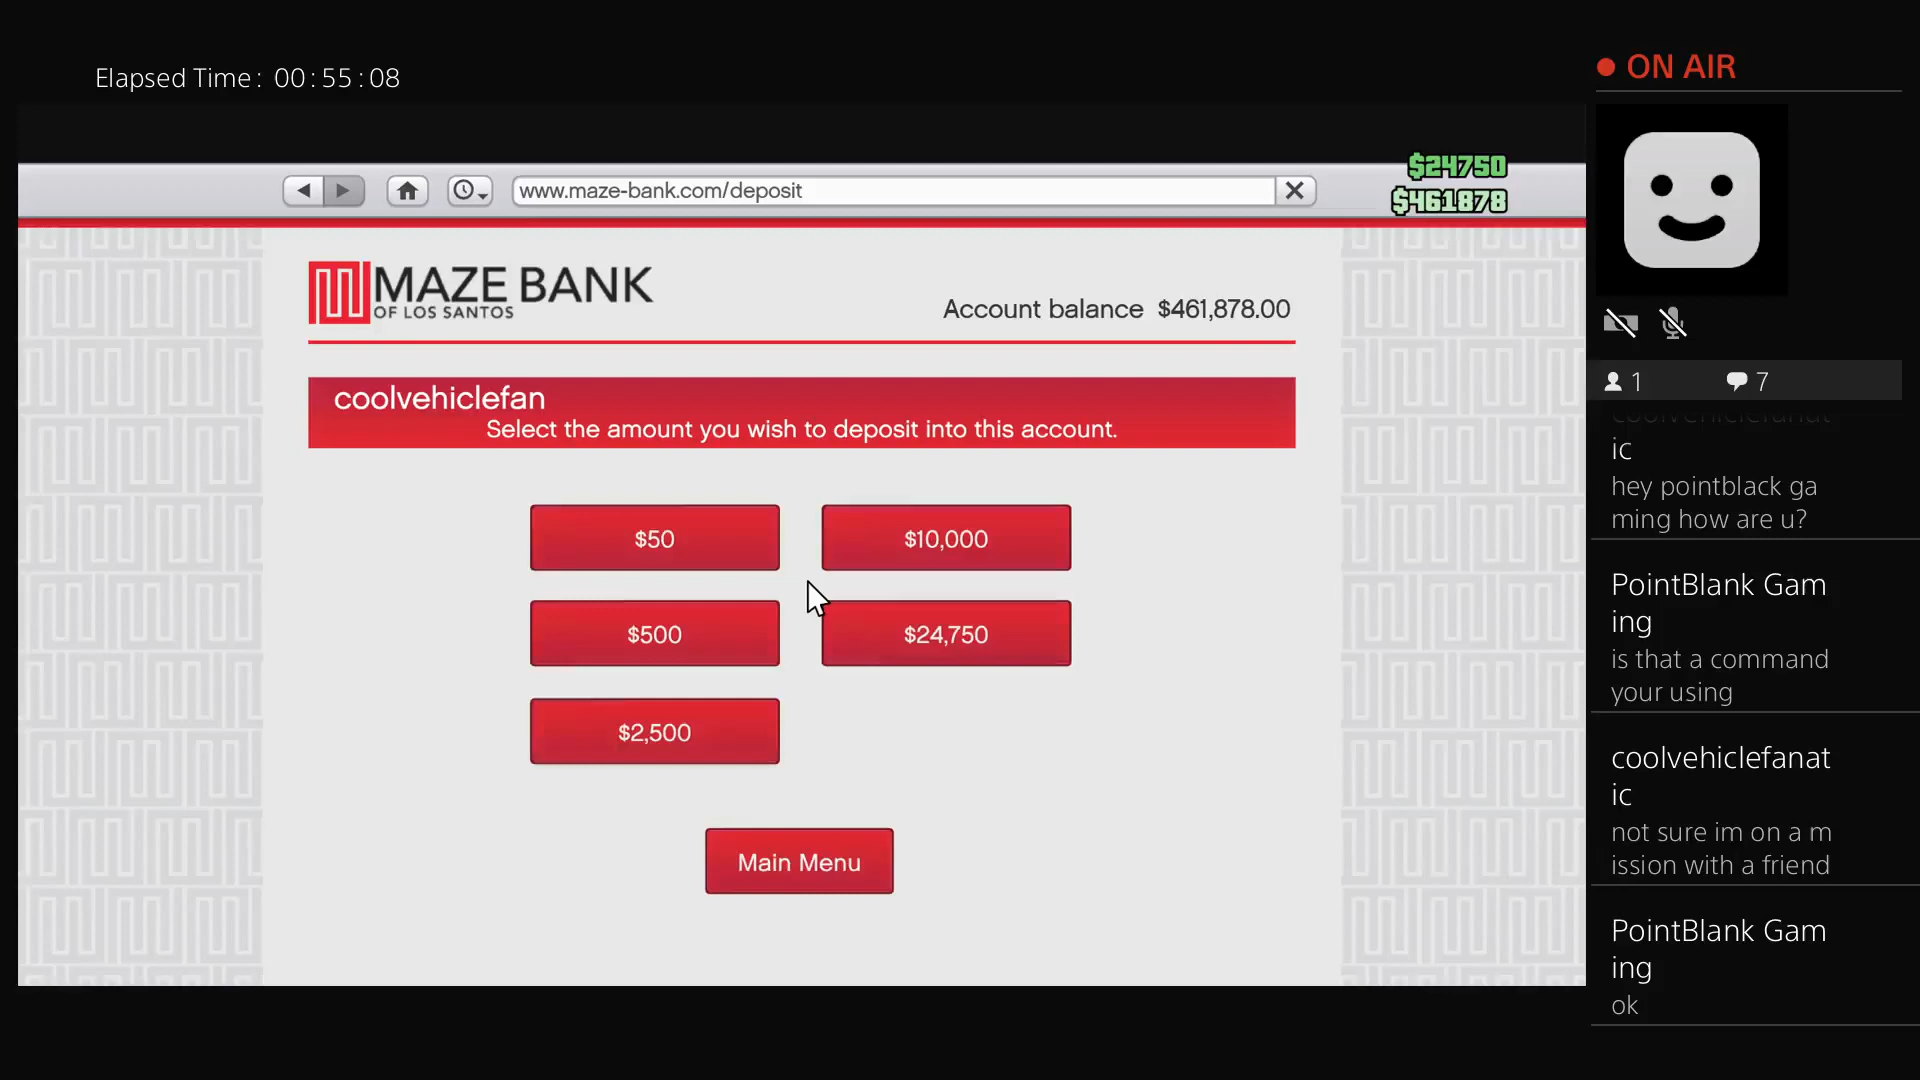 Elapsed Time: 00:55:08
ON AIR
www.maze-bank.com/deposit
$24750
$461878
MAZE BANK
OF LOS SANTOS
Account balance $461,878.00
coolvehiclefan
Select the amount you wish to deposit into this account.
$50
$10,000
$500
$24,750
$2,500
Main Menu
1
7
coolvehiclefanat
ic
hey pointblack ga
ming how are u?
PointBlank Gam
ing
is that a command
your using
coolvehiclefanat
ic
not sure im on a m
ission with a friend
PointBlank Gam
ing
ok